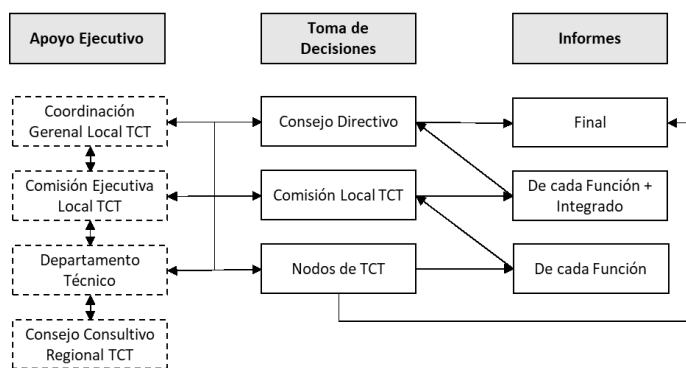 Apoyo Ejecutivo
Toma de
Decisiones
Informes
Coordinación
Gerenal Local TCT
Consejo Directivo
Final
Comisión Ejecutiva
Local TCT
Comisión Local TCT
De cada Función +
Integrado
Departamento
Técnico
Nodos de TCT
De cada Función
Consejo Consultivo
Regional TCT